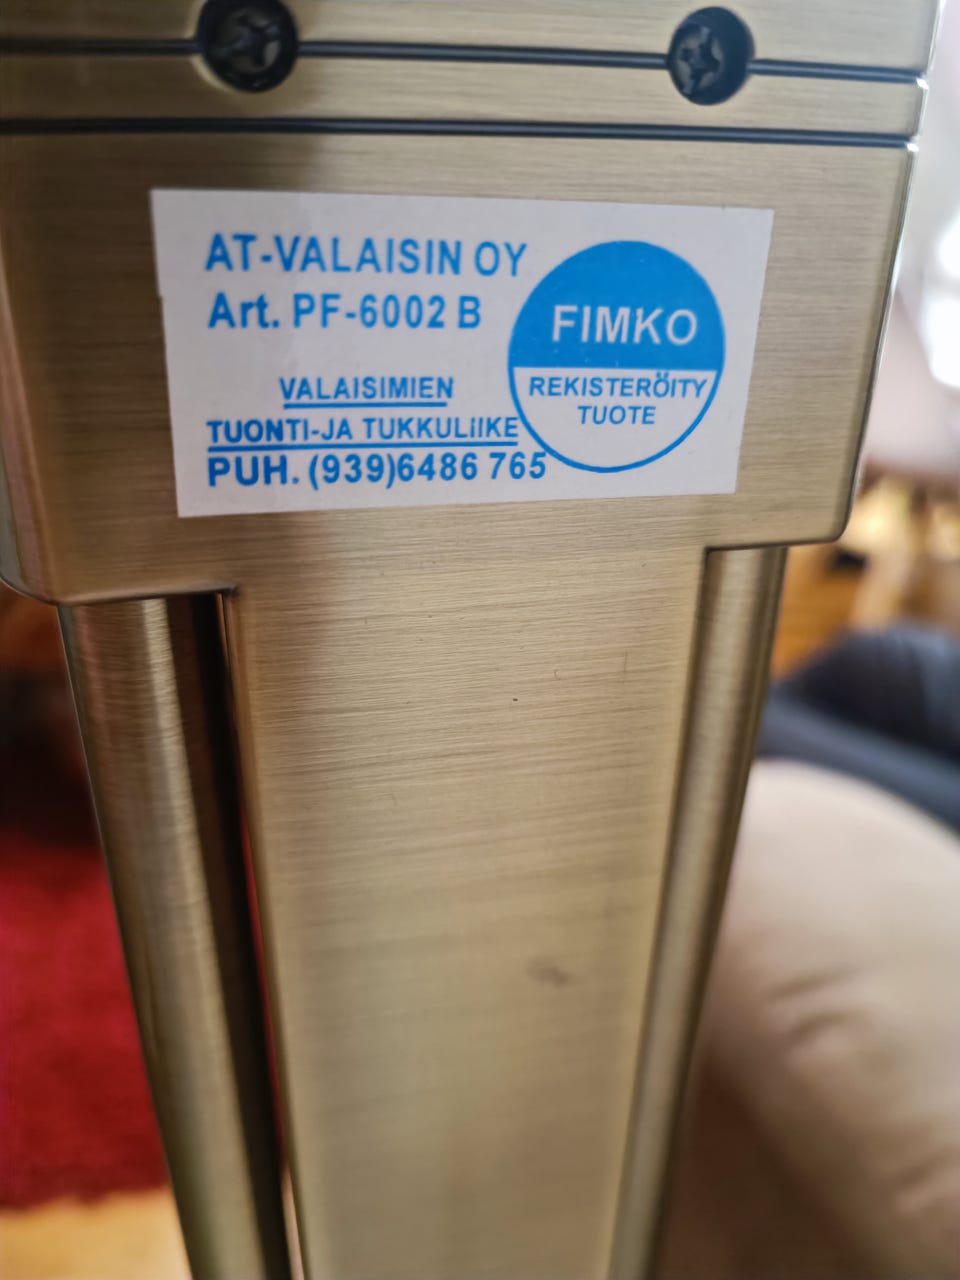 AT-VALAISIN OY
Art. PF-6002 B
VALAISIMIEN
TUONTI-JA TUKKULIIKE
PUH. (939)6486 765
FIMKO
REKISTERÖITY
TUOTE